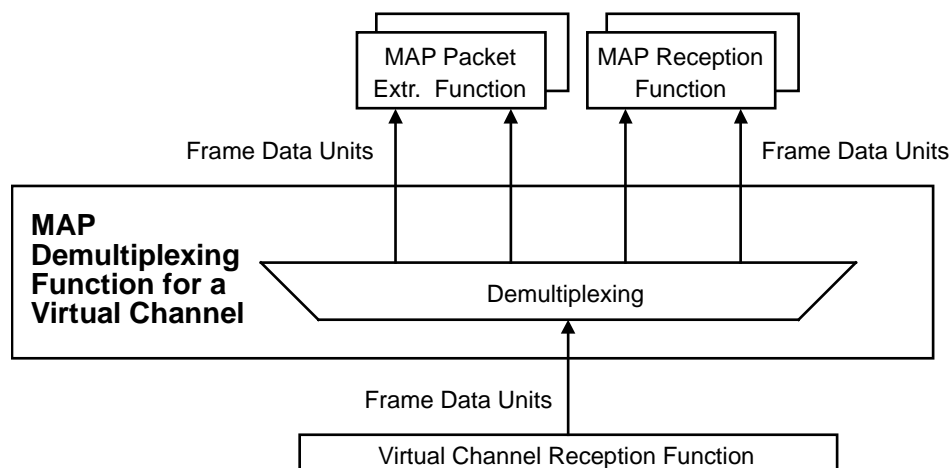 MAP Packet
Extr. Function
MAP Reception
Function
Frame Data Units
Frame Data Units
MAP
Demultiplexing
Function for a
Virtual Channel
Demultiplexing
Frame Data Units
Virtual Channel Reception Function